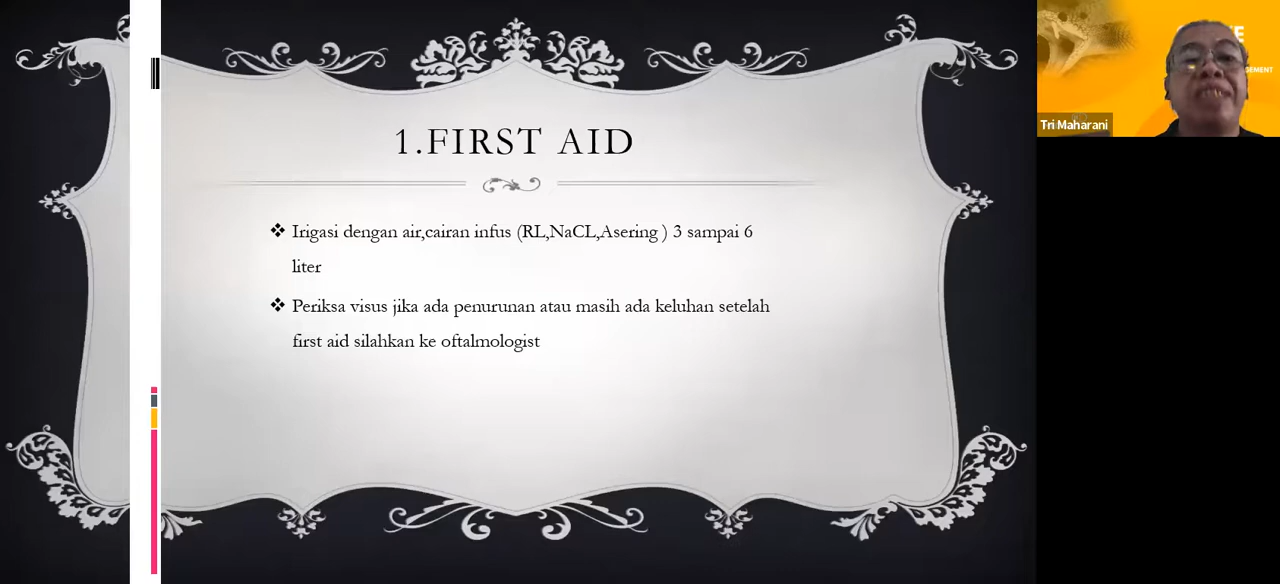 1.FIRST AID
❖ Irigasi dengan air,cairan infus (RL,NaCL,Asering ) 3 sampai 6
liter
❖ Periksa visus jika ada penurunan atau masih ada keluhan setelah
first aid silahkan ke oftalmologist
Tri Maharani